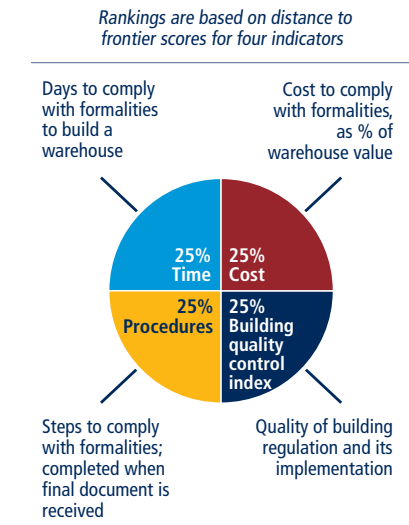 Rankings are based on distance to
frontier scores for four indicators
Days to comply
with formalities
to build a
warehouse
Cost to comply
with formalities,
as % of
warehouse value
25%
Time
25%
Cost
25%
Procedures
25%
Building
quality
control
index
Steps to comply
with formalities;
completed when
final document is
received
Quality of building
regulation and its
implementation